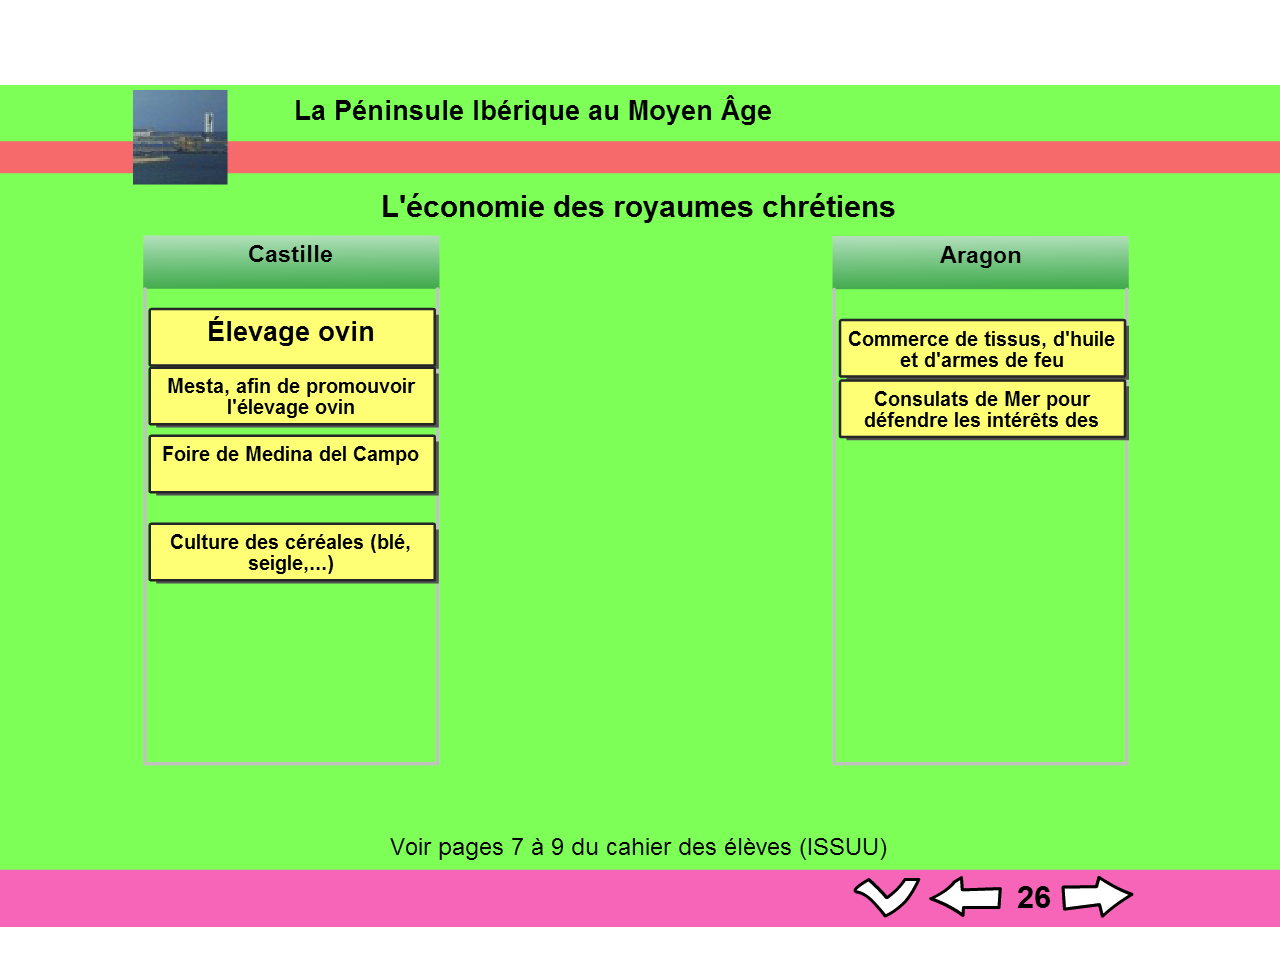 La Péninsule Ibérique au Moyen Âge
L'économie des royaumes chrétiens
Castille
Élevage ovin
Mesta, afin de promouvoir
l'élevage ovin
Foire de Medina del Campo
Culture des céréales (blé,
seigle,...)
Aragon
Commerce de tissus, d'huile
et d'armes de feu
Consulats de Mer pour
défendre les intérêts des
Voir pages 7 à 9 du cahier des élèves (ISSUU)
26